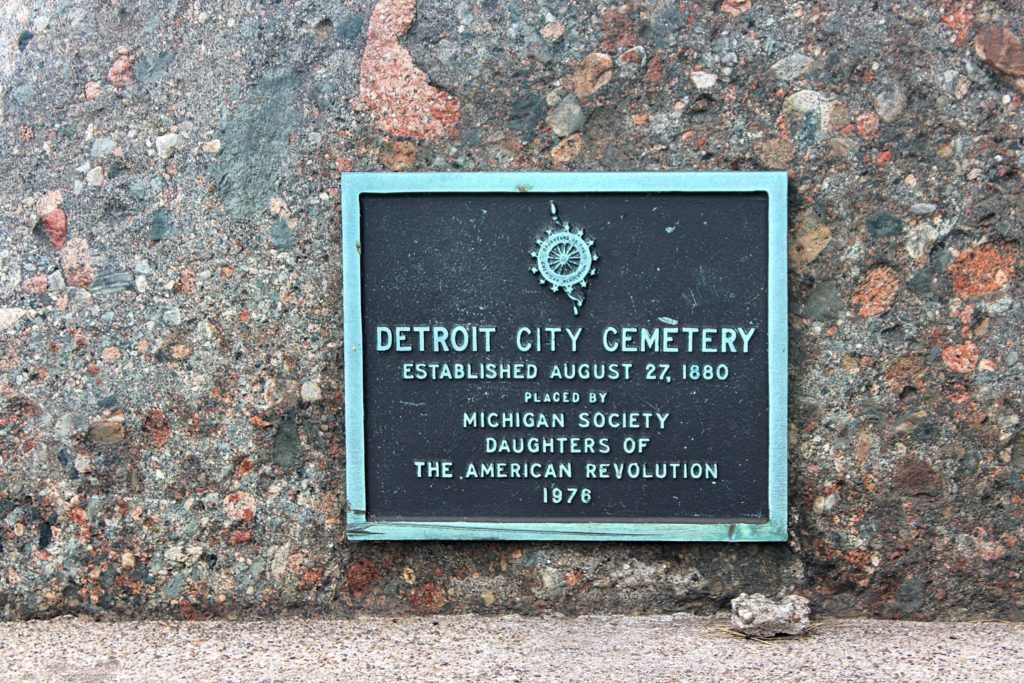 DETROIT CITY CEMETERY
ESTABLISHED AUGUST 27, 1880
PLACED BY
MICHIGAN SOCIETY
DAUGHTERS OF
THE AMERICAN REVOLUTION
1976